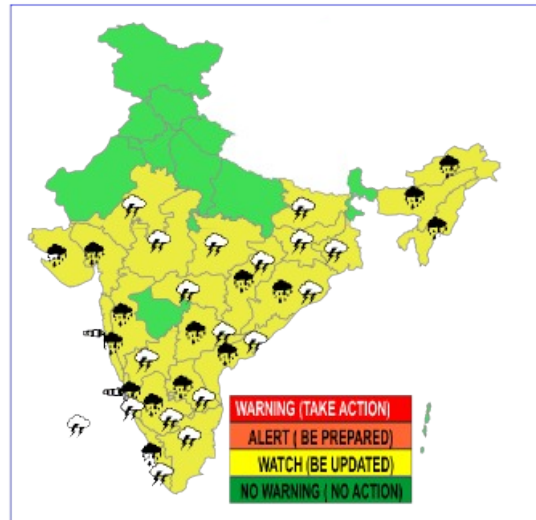 WARNING (TAKE ACTION)
ALERT ( BE PREPARED)
WATCH (BE UPDATED)
NO WARNING ( NO ACTION)